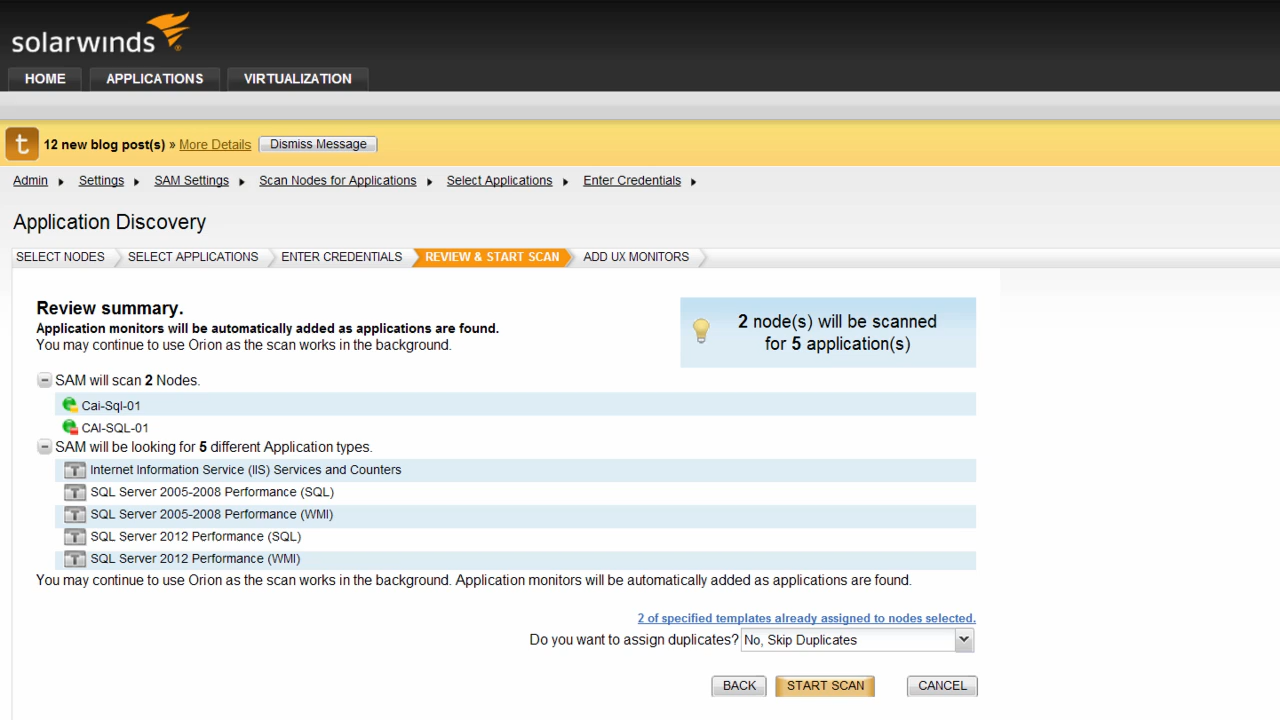 solarwinds
HOME APPLICATIONS VIRTUALIZATION
t 12 new blog post(s) » More Details Dismiss Message
Admin Settings SAM Settings Scan Nodes for Applications Select Applications Enter Credentials
Application Discovery
SELECT NODES SELECT APPLICATIONS ENTER CREDENTIALS REVIEW & START SCAN ADD UX MONITORS
Review summary.
Application monitors will be automatically added as applications are found.
You may continue to use Orion as the scan works in the background.
2 node(s) will be scanned
for 5 application(s)
SAM will scan 2 Nodes.
Cai-Sql-01
CAI-SQL-01
SAM will be looking for 5 different Application types.
Internet Information Service (IIS) Services and Counters
SQL Server 2005-2008 Performance (SQL)
SQL Server 2005-2008 Performance (WMI)
SQL Server 2012 Performance (SQL)
SQL Server 2012 Performance (WMI)
You may continue to use Orion as the scan works in the background. Application monitors will be automatically added as applications are found.
2 of specified templates already assigned to nodes selected.
Do you want to assign duplicates? No, Skip Duplicates
BACK START SCAN CANCEL